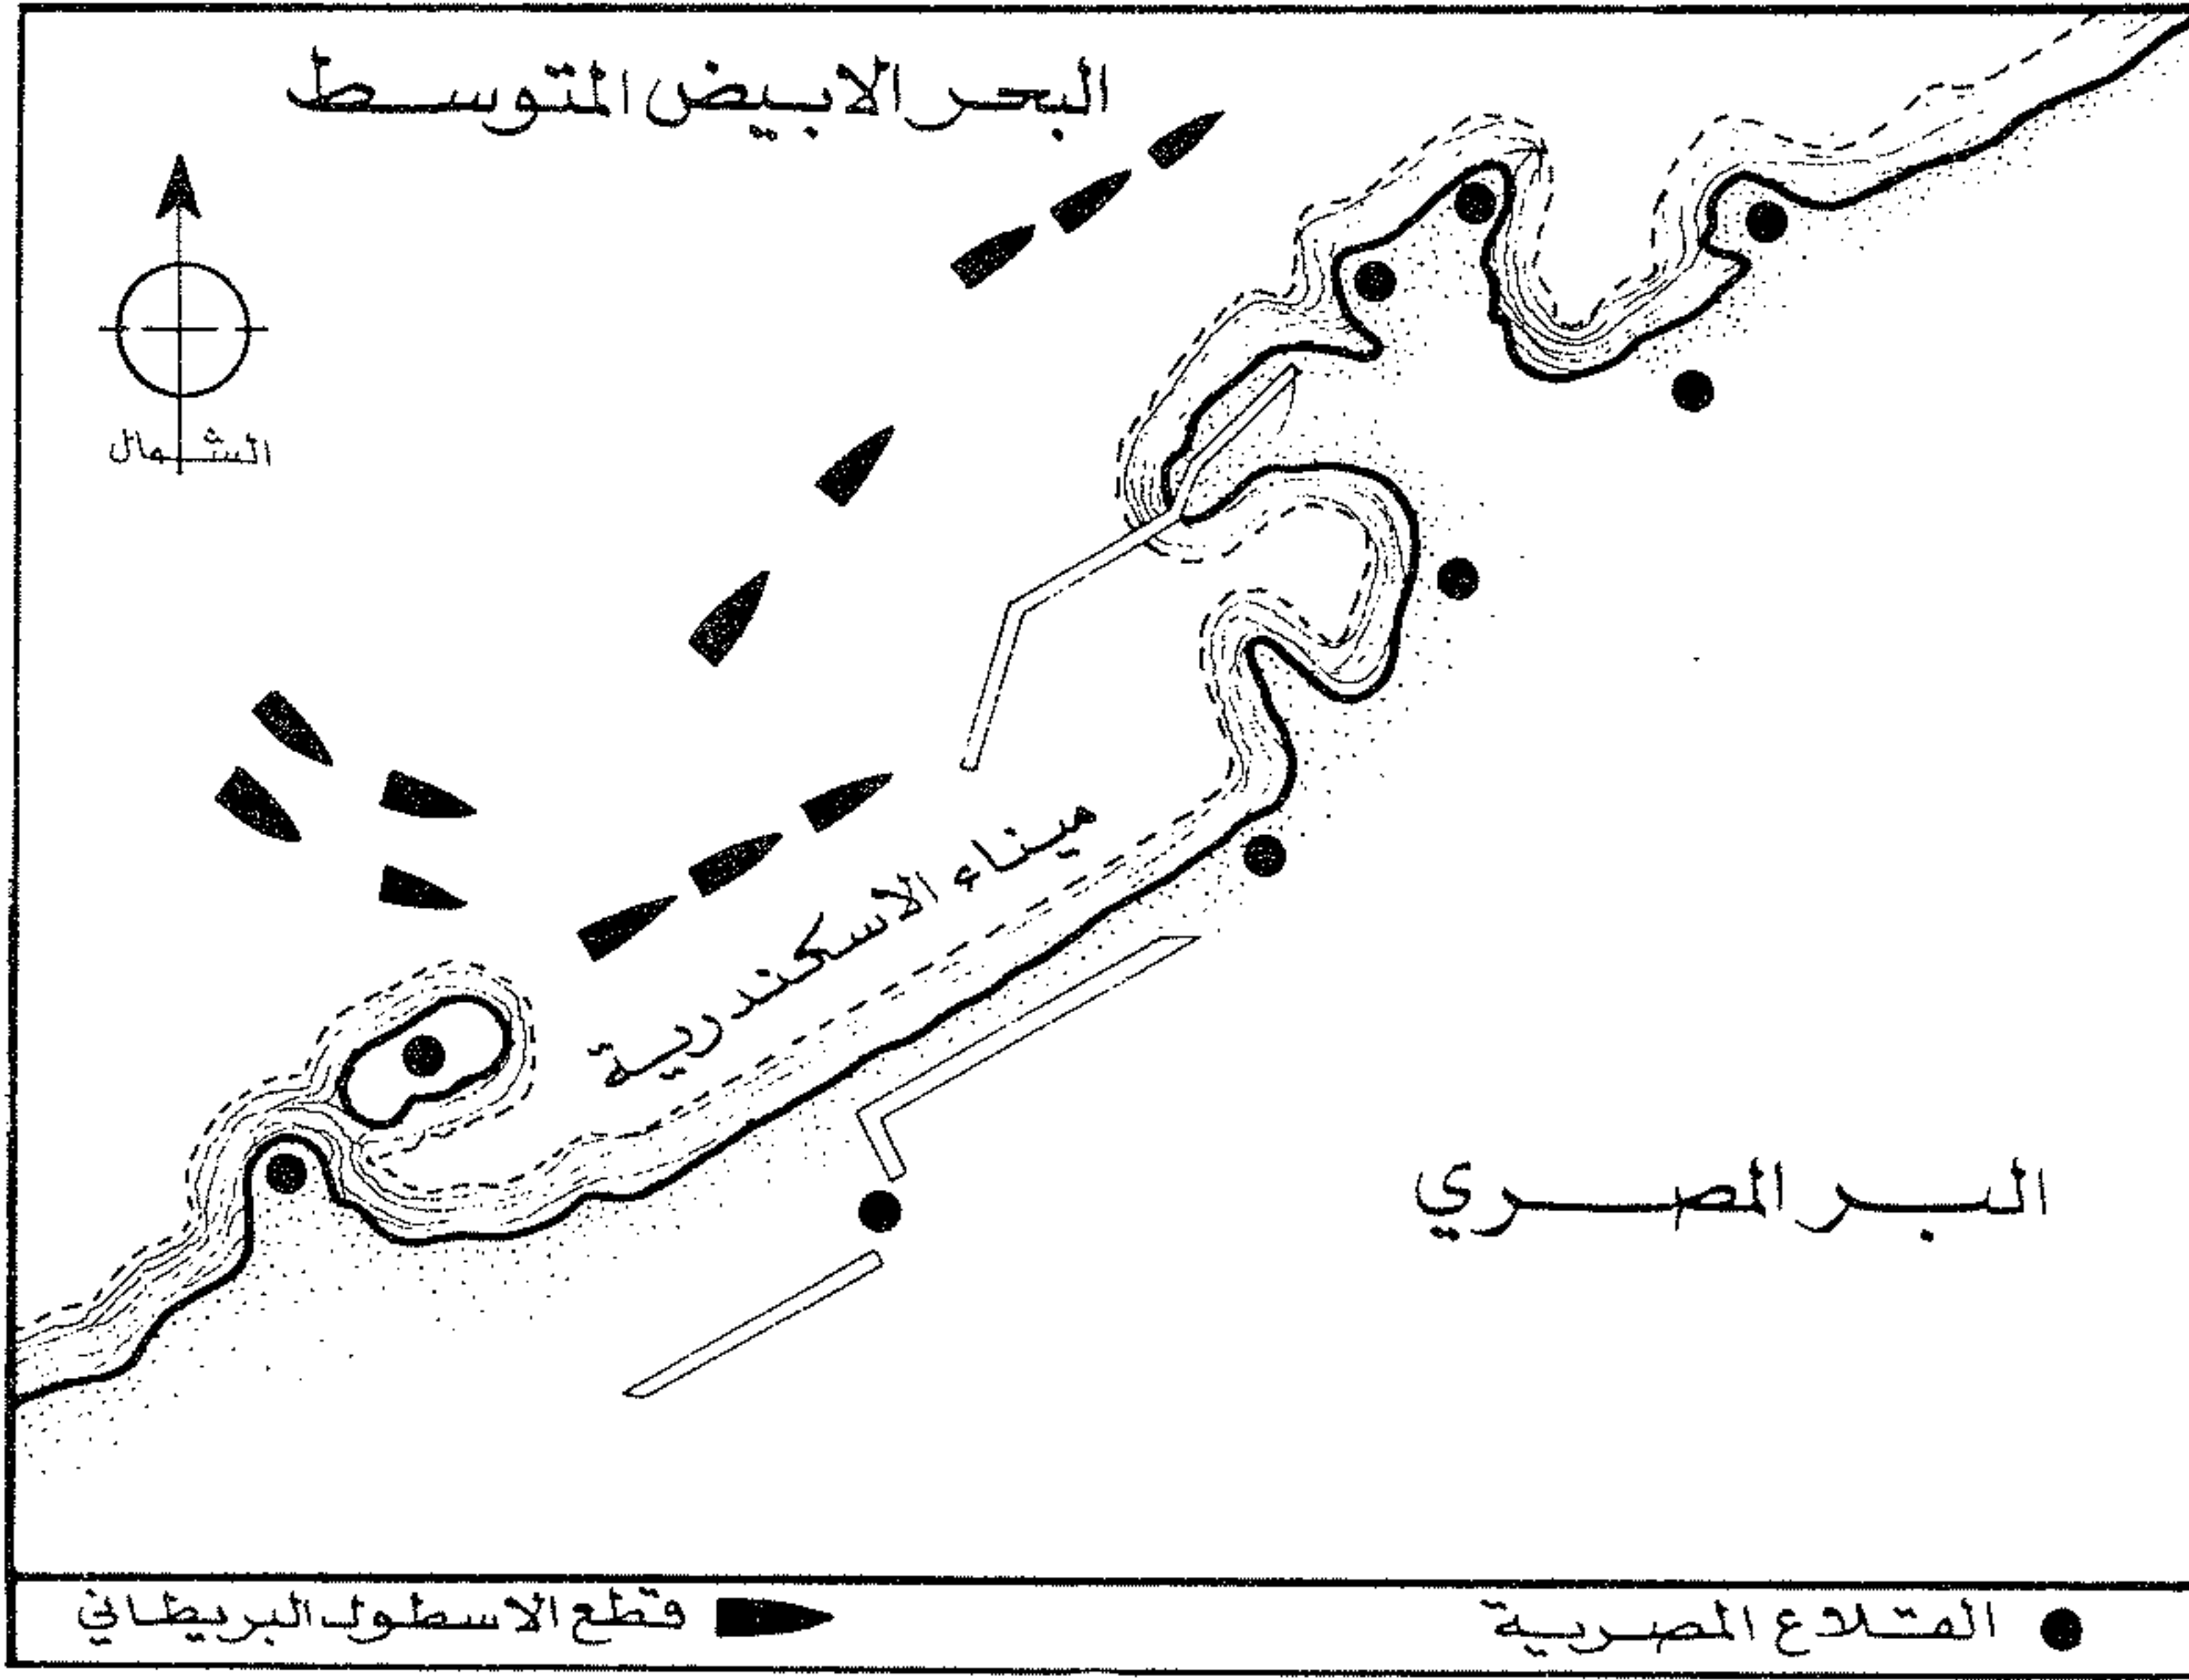 البحر الابيض المتوسط
الشمال
ميناء الاسكندرية
البر المصري
القلاع المصرية
قطع الاسطول البريطاني